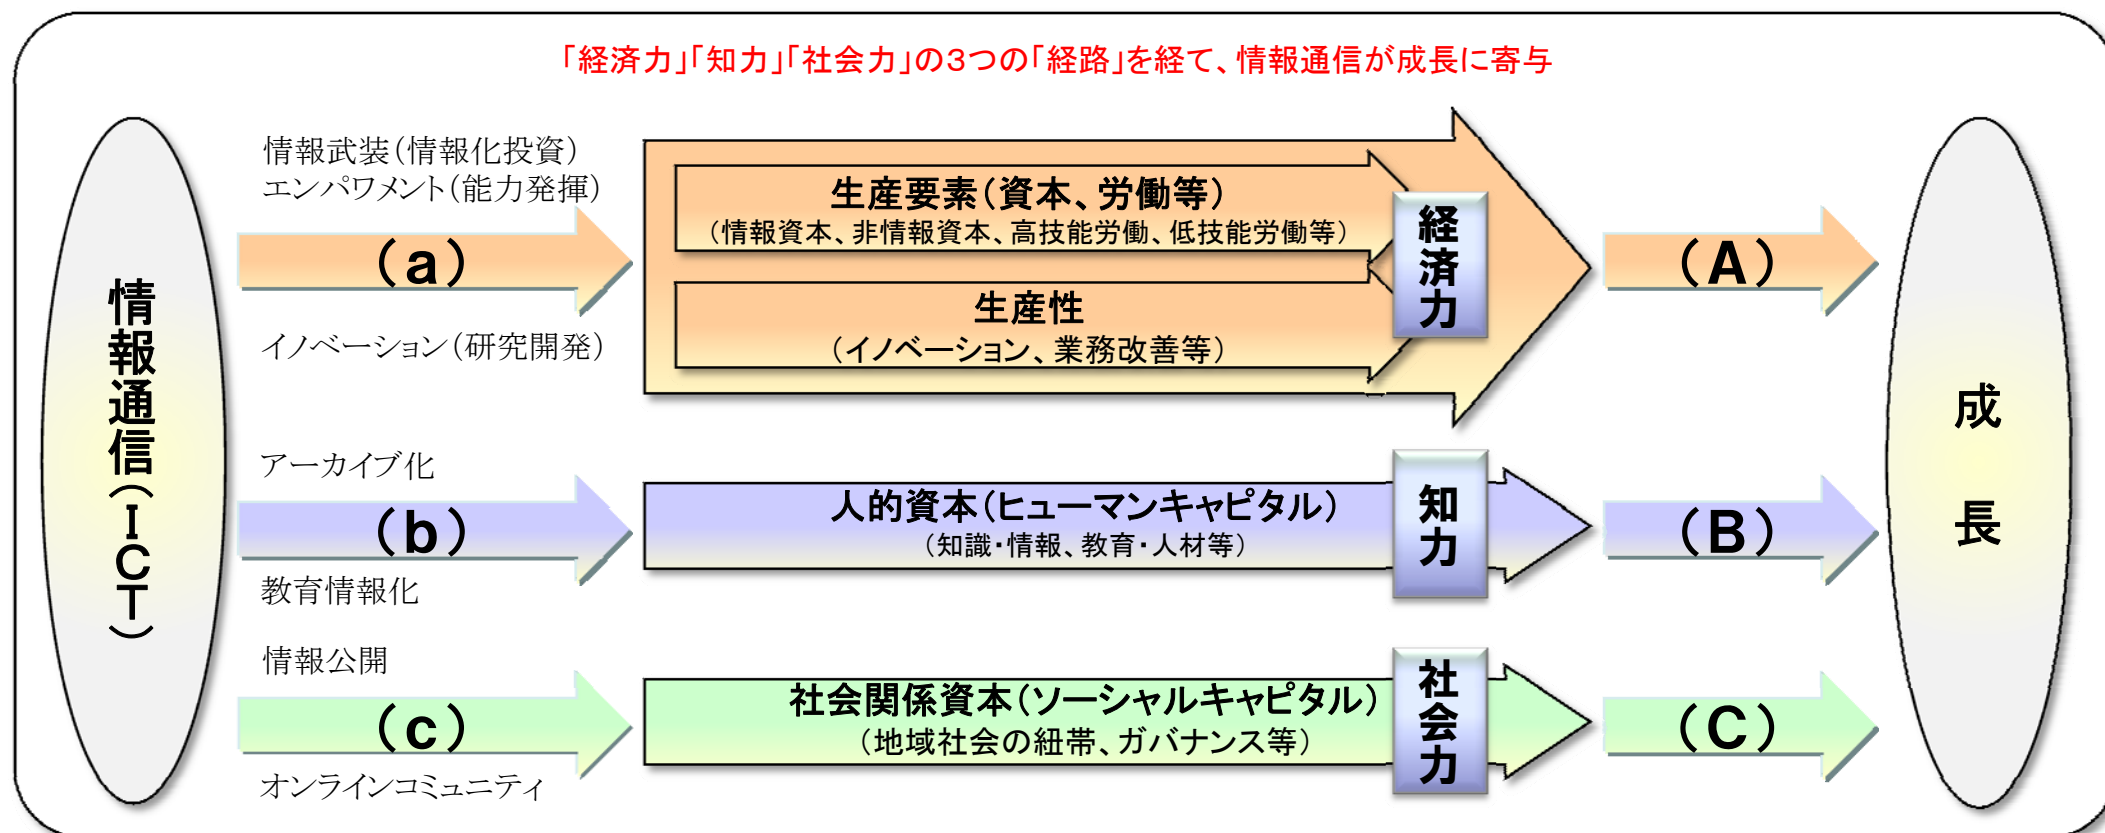 「経済力」「知力」「社会力」の3つの「経路」を経て、情報通信が成長に寄与
情報通信(ICT)
情報武装(情報化投資)
エンパワメント(能力発揮)
(a)
イノベーション(研究開発)
生産要素(資本、労働等)
(情報資本、非情報資本、高技能労働、低技能労働等)
生産性
(イノベーション、業務改善等)
経済力
(A)
アーカイブ化
(b)
教育情報化
人的資本(ヒューマンキャピタル)
(知識・情報、教育・人材等)
知力
(B)
情報公開
(c)
オンラインコミュニティ
社会関係資本(ソーシャルキャピタル)
(地域社会の紐帯、ガバナンス等)
社会力
(C)
成長